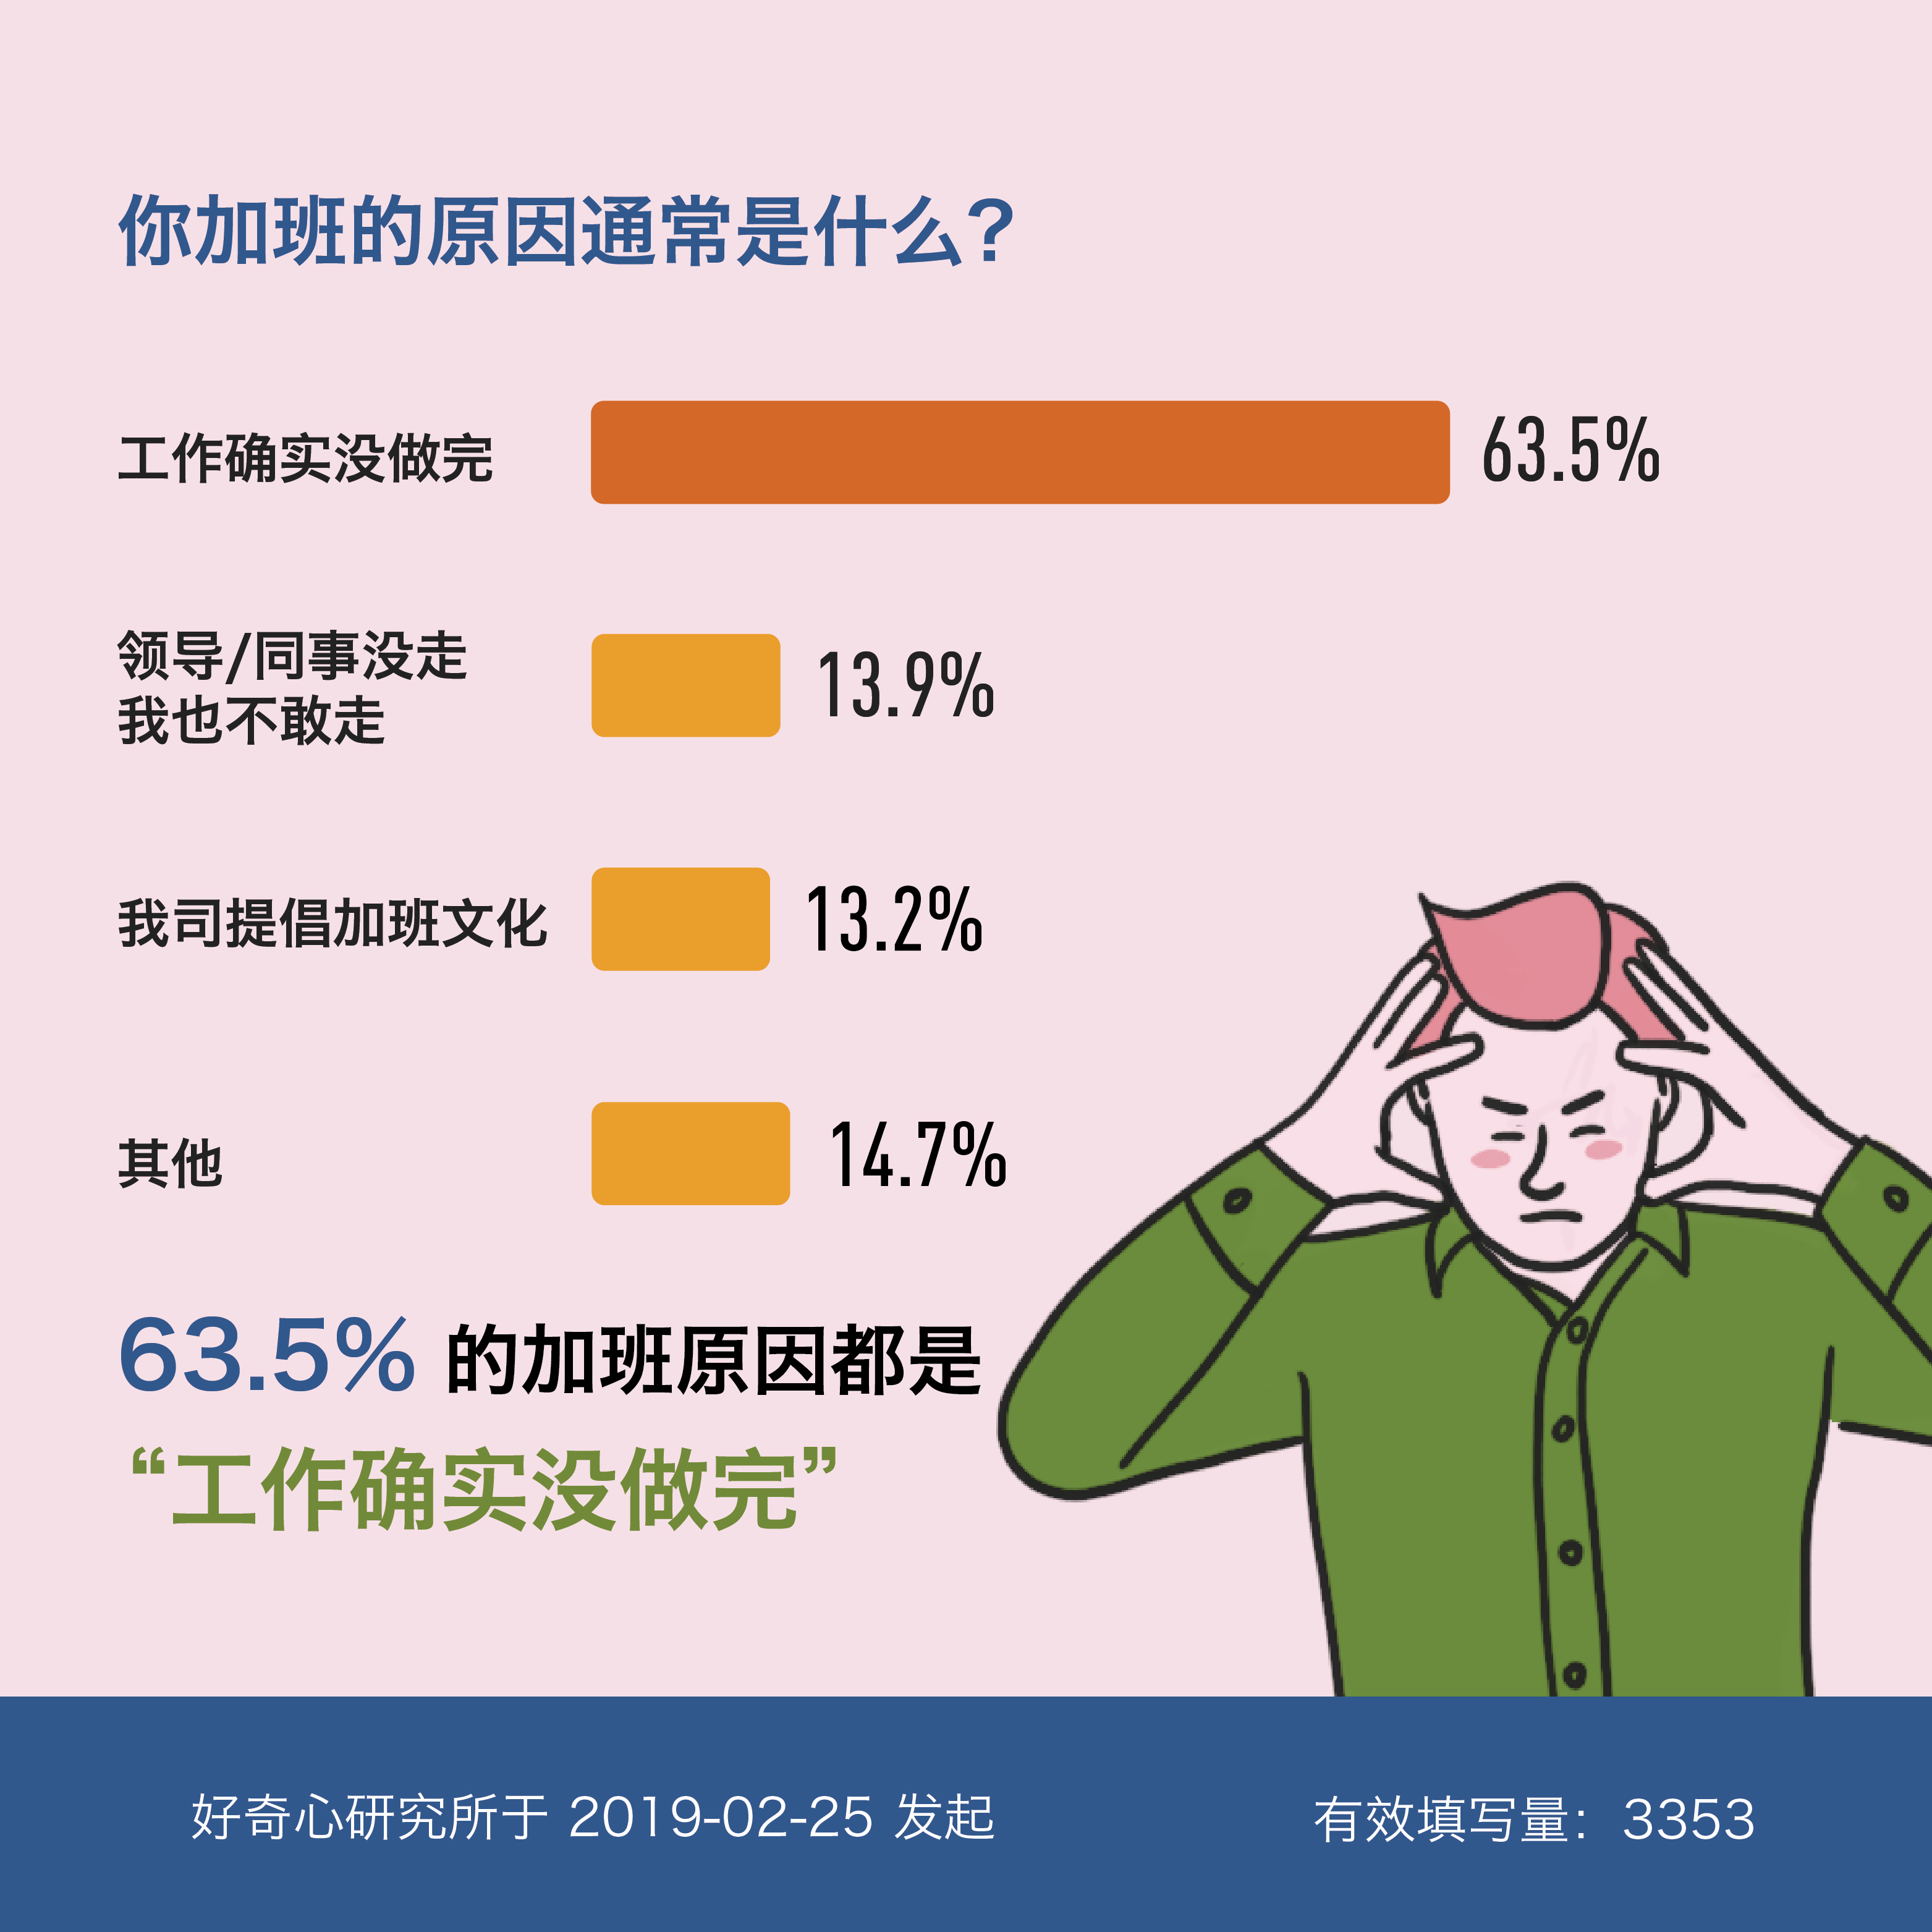 你加班的原因通常是什么?
工作确实没做完
63.5%
领导/同事没走
我也不敢走
13.9%
我司提倡加班文化
13.2%
其他
14.7%
63.5% 的加班原因都是
“工作确实没做完”
好奇心研究所于 2019-02-25 发起
有效填写量：3353